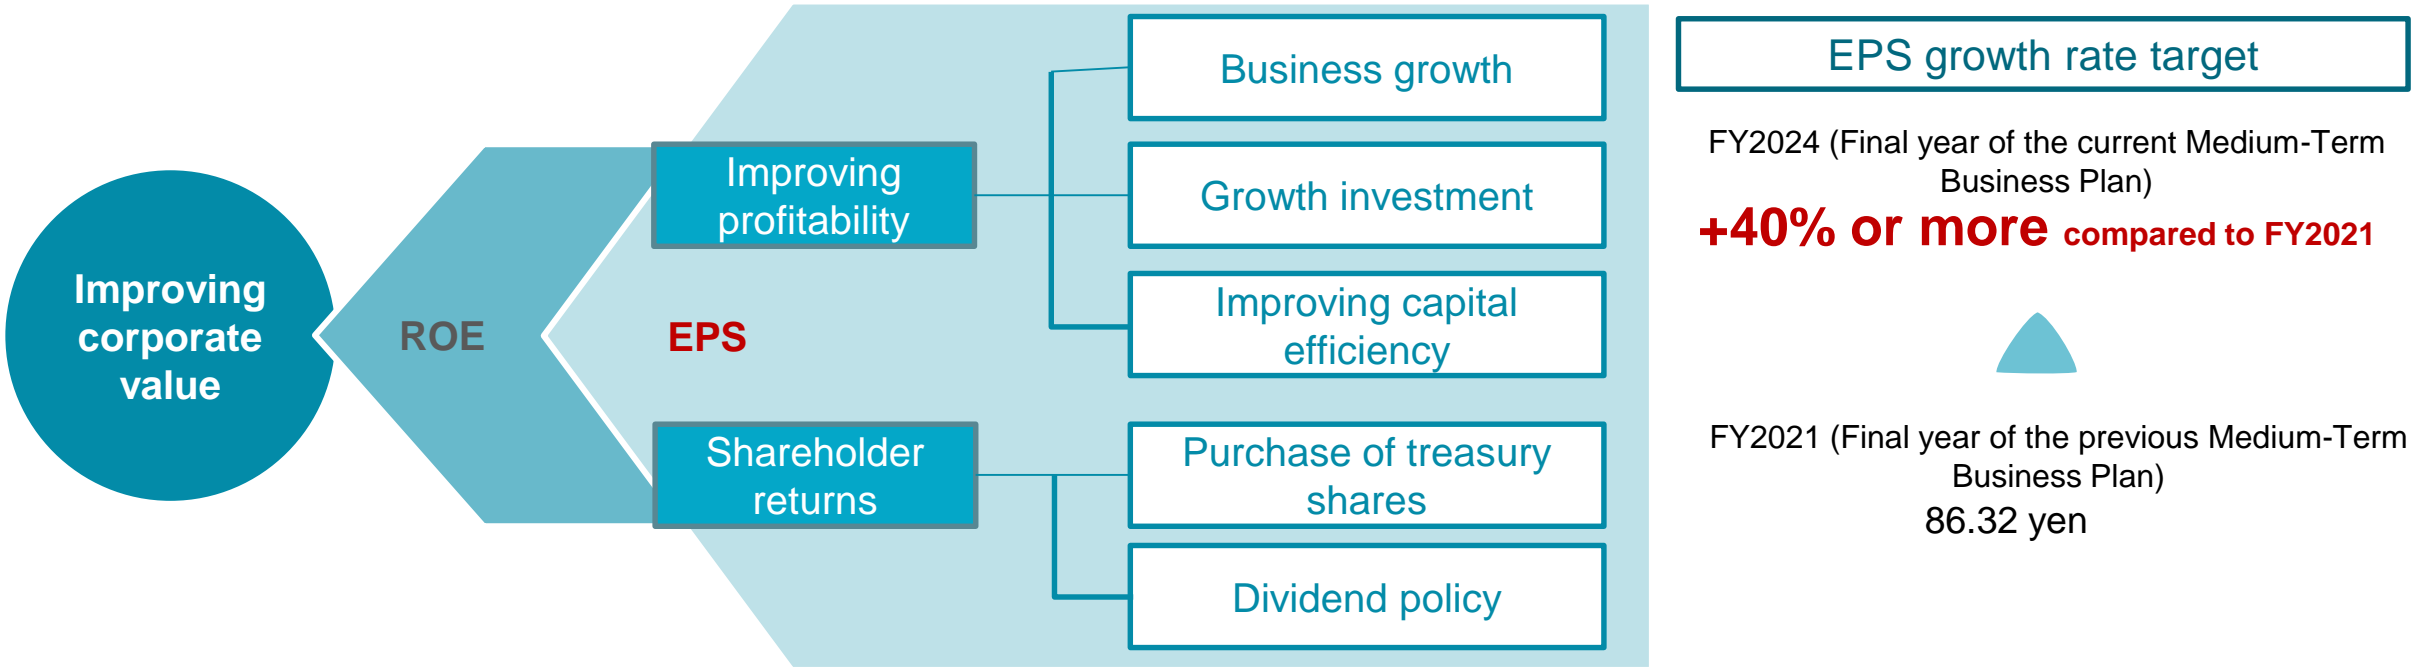 Improving
corporate
value
ROE
EPS
Improving
profitability
Business growth
Growth investment
Improving capital
efficiency
Shareholder
returns
Purchase of treasury
shares
Dividend policy
EPS growth rate target
FY2024 (Final year of the current Medium-Term
Business Plan)
+40% or more compared to FY2021
FY2021 (Final year of the previous Medium-Term
Business Plan)
86.32 yen